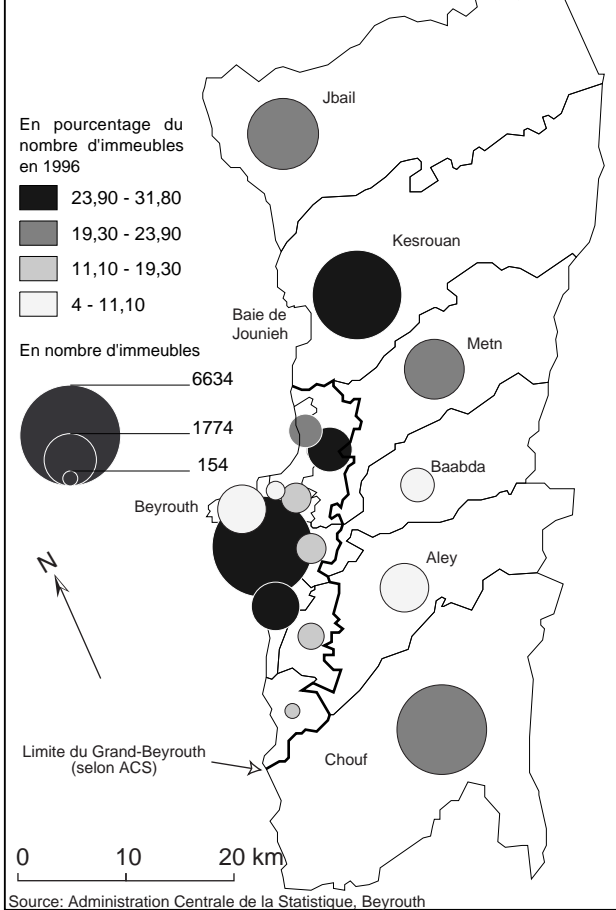 Jbail
En pourcentage du
nombre d'immeubles
en 1996
23,90 - 31,80
19,30 - 23,90
11,10 - 19,30
4 - 11,10
Kesrouan
Baie de
Jounieh
Metn
En nombre d'immeubles
6634
1774
154
Baabda
Beyrouth
Aley
N
Limite du Grand-Beyrouth
(selon ACS)
Chouf
0 10 20 km
Source: Administration Centrale de la Statistique, Beyrouth